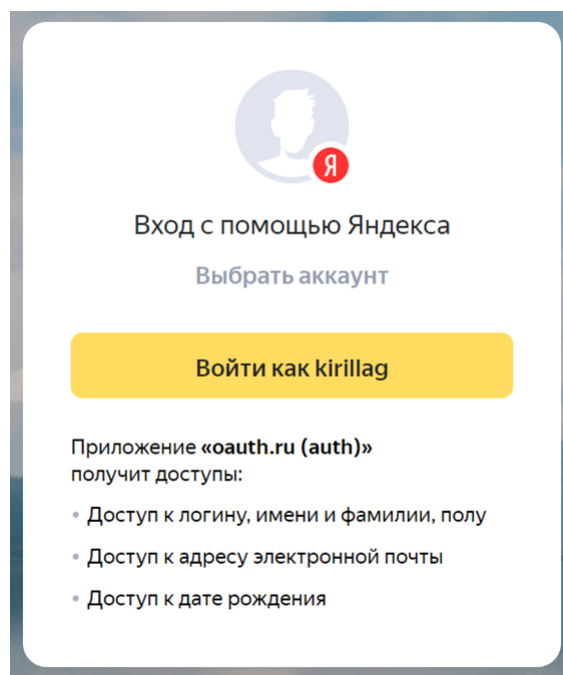 Я
Вход с помощью Яндекса
Выбрать аккаунт
Войти как kirillag
Приложение «oauth.ru (auth)»
получит доступы:
• Доступ к логину, имени и фамилии, полу
• Доступ к адресу электронной почты
• Доступ к дате рождения